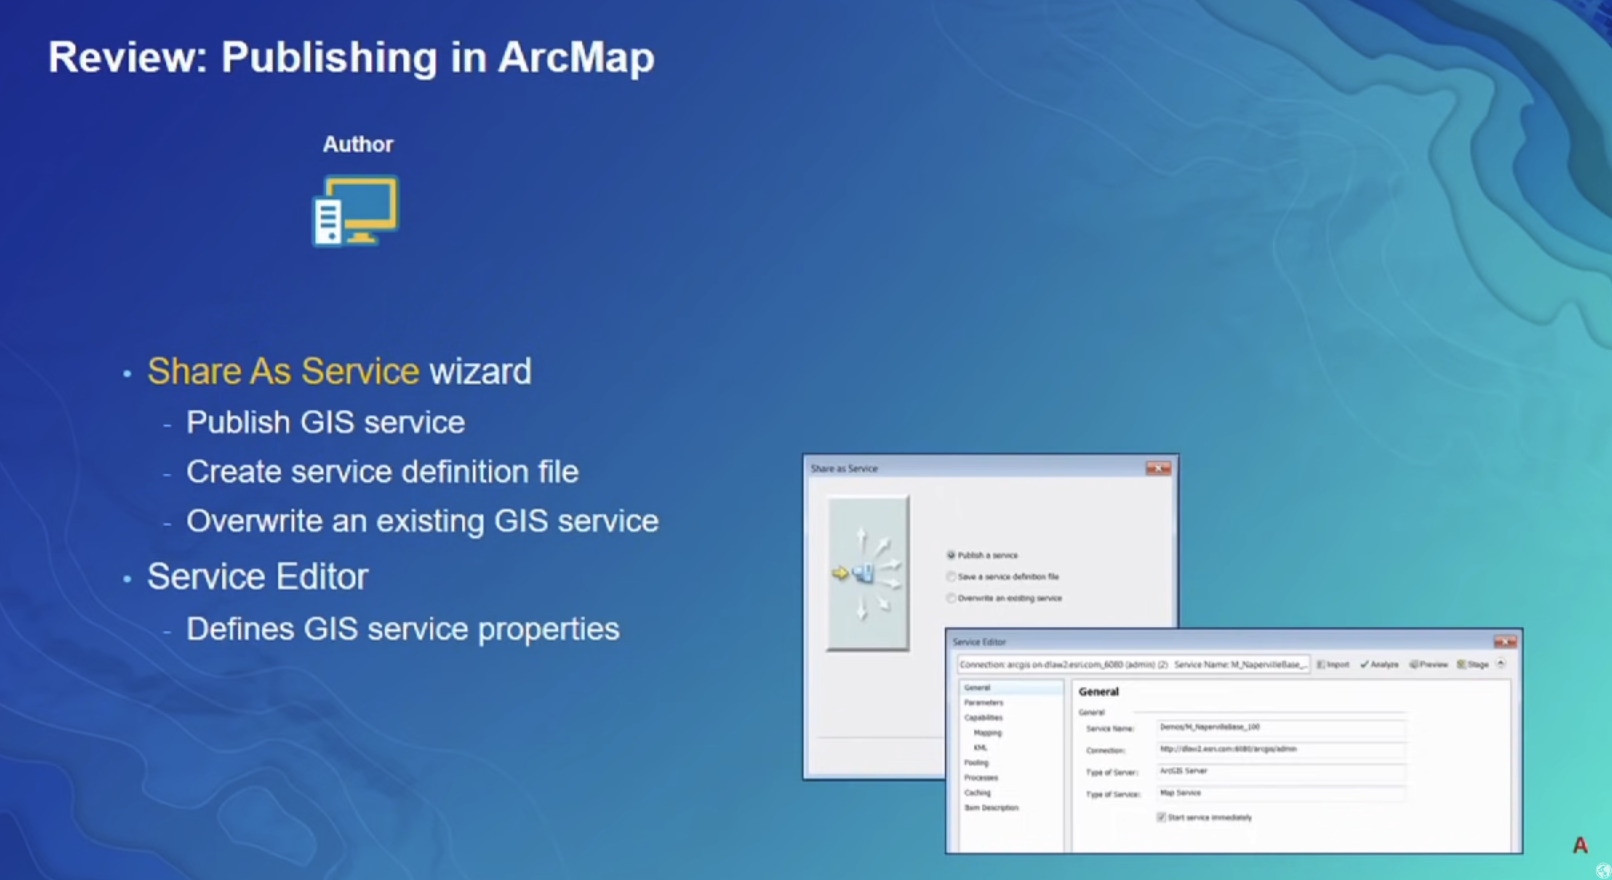 Review: Publishing in ArcMap
Author
• Share As Service wizard
- Publish GIS service
- Create service definition file
- Overwrite an existing GIS service
• Service Editor
- Defines GIS service properties
Share as Service
Publish a service
Save a service definition file
Overwrite an existing service
Service Editor
Connection: arcgis on dlaw2.esri.com_6080 (admin) (2) Service Name: M_NapervilleBase_...
Import Analyze Preview Stage
General
Parameters
Capabilities
Mapping
KML
Pooling
Processes
Caching
Item Description
General
General
Service Name: Demos/M_NapervilleBase_100
Connection: http://dlaw2.esri.com:6080/arcgis/admin
Type of Server: ArcGIS Server
Type of Service: Map Service
Start service immediately
A